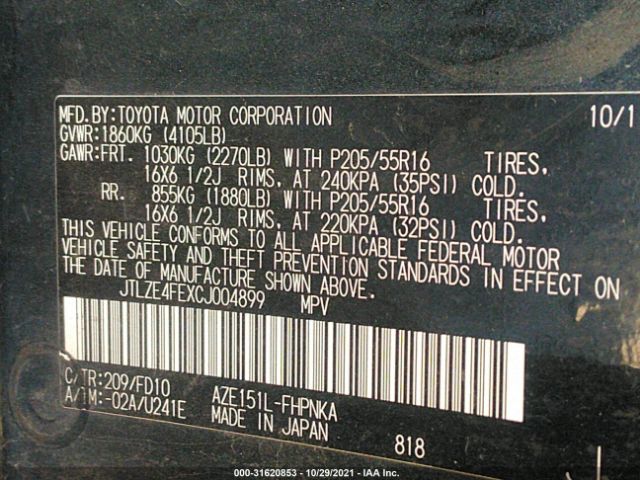 MFD.BY:TOYOTA MOTOR CORPORATION 10/1
GVWR:1860KG (4105LB)
GAWR:FRT. 1030KG (2270LB) WITH P205/55R16 TIRES,
16X6 1/2J RIMS, AT 240KPA (35PSI) COLD.
RR. 855KG (1880LB) WITH P205/55R16 TIRES,
16X6 1/2J RIMS, AT 220KPA (32PSI) COLD.
THIS VEHICLE CONFORMS TO ALL APPLICABLE FEDERAL MOTOR
VEHICLE SAFETY AND THEFT PREVENTION STANDARDS IN EFFECT ON
THE DATE OF MANUFACTURE SHOWN ABOVE.
JTLZE4FEXCJ004899 MPV
C/TR:209/FD10 AZE151L-FHPNKA
A/TM:-02A/U241E MADE IN JAPAN
818
000-31620853 - 10/29/2021 - IAA Inc.